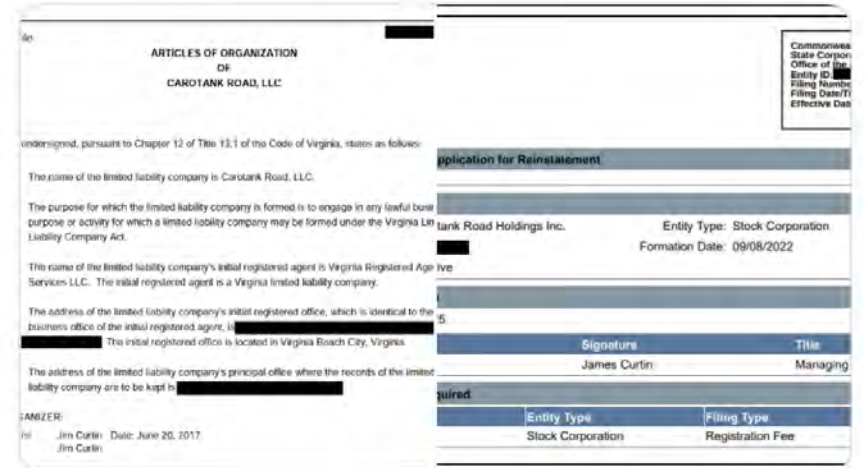 ARTICLES OF ORGANIZATION
OF
CAROTANK ROAD, LLC
undersigned, pursuant to Chapter 12 of Title 13.1 of the Code of Virginia, states as follows:
The name of the limited liability company is Carotank Road, LLC.
The purpose for which the limited liability company is formed is to engage in any lawful busi
purpose or activity for which a limited liability company may be formed under the Virginia Lim
Liability Company Act.
The name of the limited liability company's initial registered agent is Virginia Registered Age
Services LLC. The initial registered agent is a Virginia limited liability company.
The address of the limited liability company's initial registered office, which is identical to the
business office of the initial registered agent, is
The initial registered office is located in Virginia Beach City, Virginia.
The address of the limited liability company's principal office where the records of the limited
liability company are to be kept is
GANIZER:
Jim Curtin Date: June 20, 2017
Jim Curtin
Commonwea
State Corpor
Office of the
Entity ID:
Filing Numbe
Filing Date/Ti
Effective Dat
pplication for Reinstatement
tank Road Holdings Inc. Entity Type: Stock Corporation
Formation Date: 09/08/2022
ive
5
Signature Title
James Curtin Managing
quired
Entity Type Filing Type
Stock Corporation Registration Fee